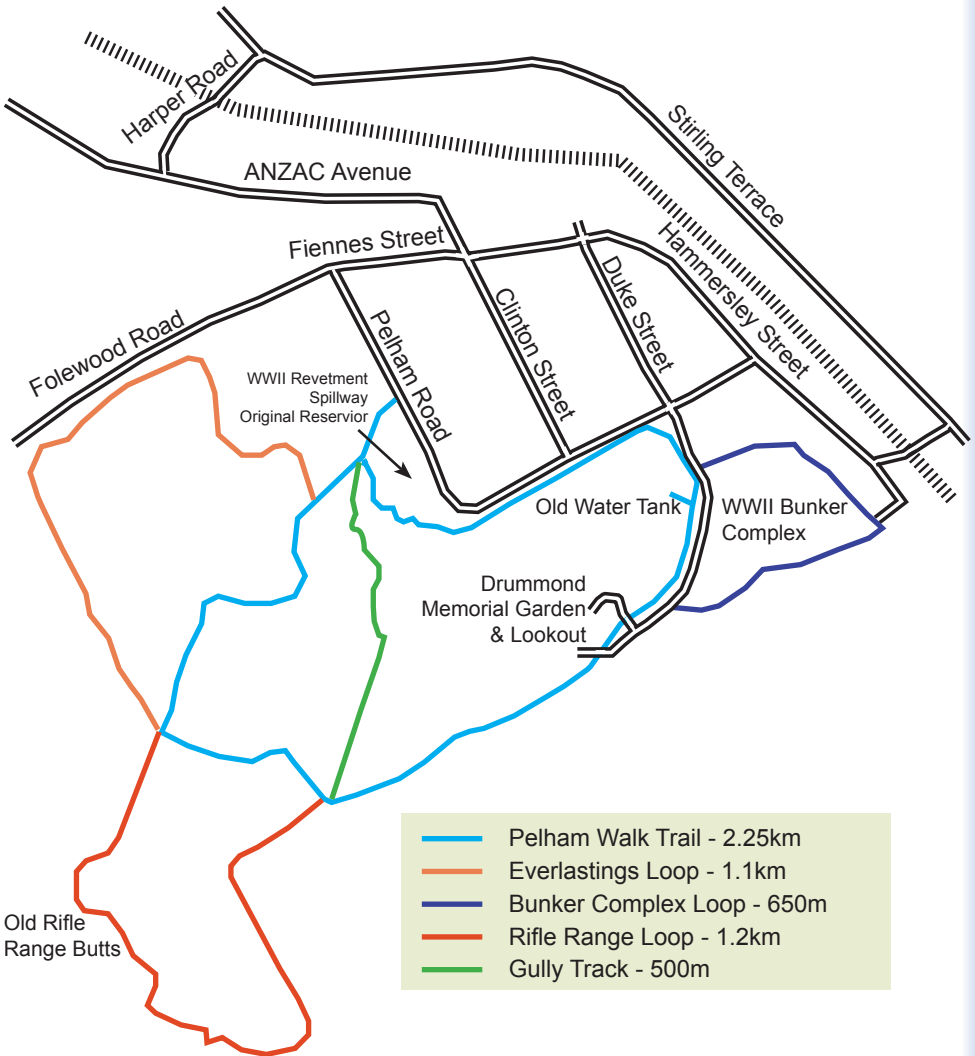 Harper Road
Stirling Terrace
ANZAC Avenue
Fiennes Street
Hammersley Street
Duke Street
Clinton Street
Folewood Road
Pelham Road
WWII Revetment
Spillway
Original Reservior
Old Water Tank
WWII Bunker
Complex
Drummond
Memorial Garden
& Lookout
Pelham Walk Trail - 2.25km
Everlastings Loop - 1.1km
Bunker Complex Loop - 650m
Rifle Range Loop - 1.2km
Gully Track - 500m
Old Rifle
Range Butts